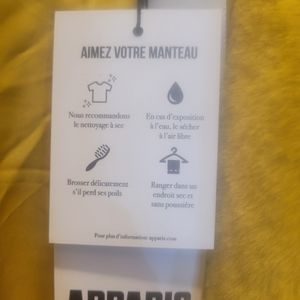 AIMEZ VOTRE MANTEAU
Nous recommandons
le nettoyage à sec
En cas d'exposition
à l'eau, le sécher
à l'air libre
Brosser délicatement
s'il perd ses poils
Ranger dans un
endroit sec et
sans poussière
Pour plus d'information: apparis.com
APPARIS